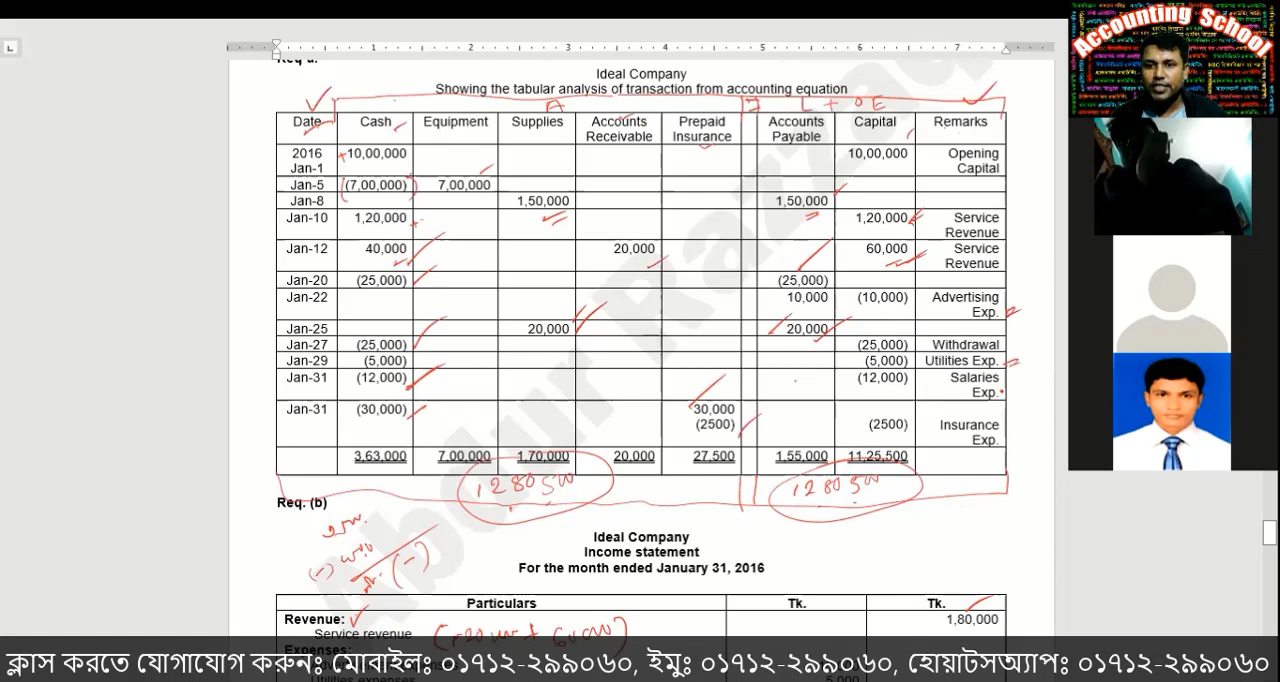 Accounting School
Req a:
Ideal Company
Showing the tabular analysis of transaction from accounting equation
A = L + OE
Date Cash Equipment Supplies Accounts Receivable Prepaid Insurance Accounts Payable Capital Remarks
2016 Jan-1 +10,00,000 10,00,000 Opening Capital
Jan-5 (7,00,000) 7,00,000
Jan-8 1,50,000 1,50,000
Jan-10 1,20,000 1,20,000 Service Revenue
Jan-12 40,000 20,000 60,000 Service Revenue
Jan-20 (25,000) (25,000)
Jan-22 10,000 (10,000) Advertising Exp.
Jan-25 20,000 20,000
Jan-27 (25,000) (25,000) Withdrawal
Jan-29 (5,000) (5,000) Utilities Exp.
Jan-31 (12,000) (12,000) Salaries Exp.
Jan-31 (30,000) 30,000
(2500) (2500) Insurance Exp.
3,63,000 7,00,000 1,70,000 20,000 27,500 1,55,000 11,25,500
1280500 1280500
Req. (b)
Ideal Company
Income statement
For the month ended January 31, 2016
Particulars Tk. Tk.
Revenue: 1,80,000
Service revenue
Expenses:
Abdur Razzaq
ক্লাস করতে যোগাযোগ করুনঃ মোবাইলঃ ০১৭১২-২৯৯০৬০, ইমুঃ ০১৭১২-২৯৯০৬০, হোয়াটসঅ্যাপঃ ০১৭১২-২৯৯০৬০